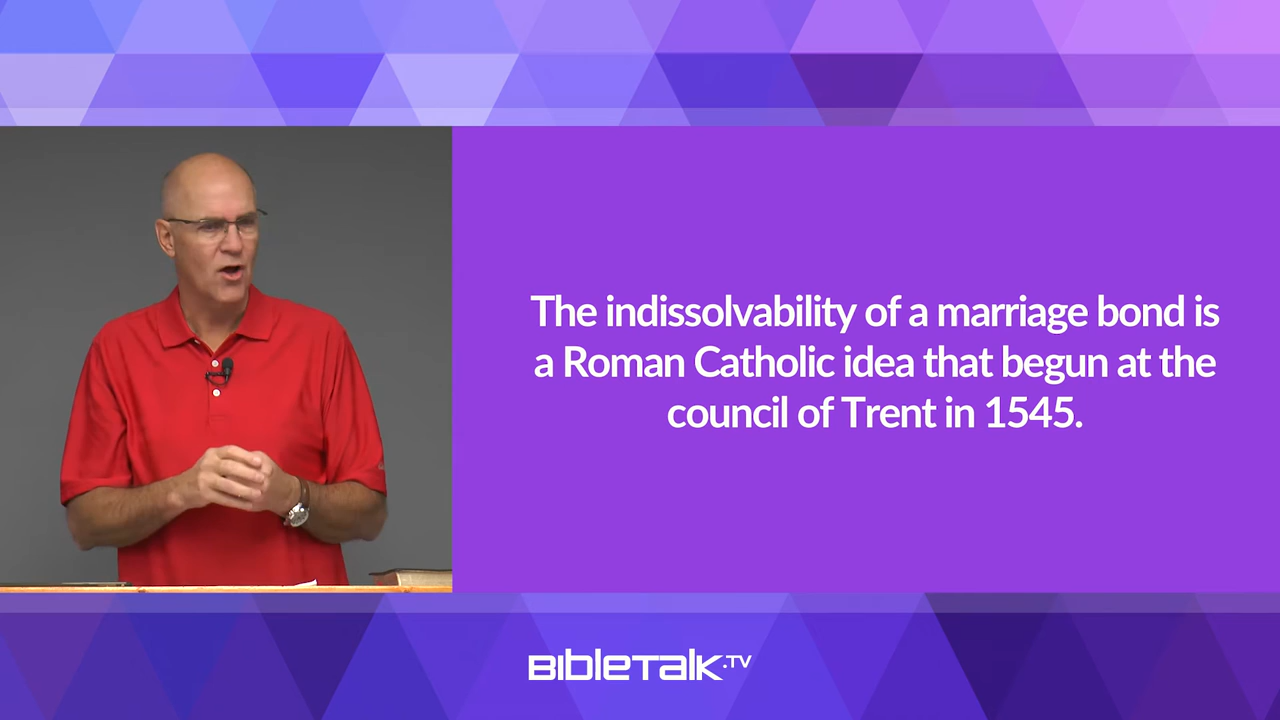 The indissolvability of a marriage bond is
a Roman Catholic idea that begun at the
council of Trent in 1545.
BIBLETALK.TV